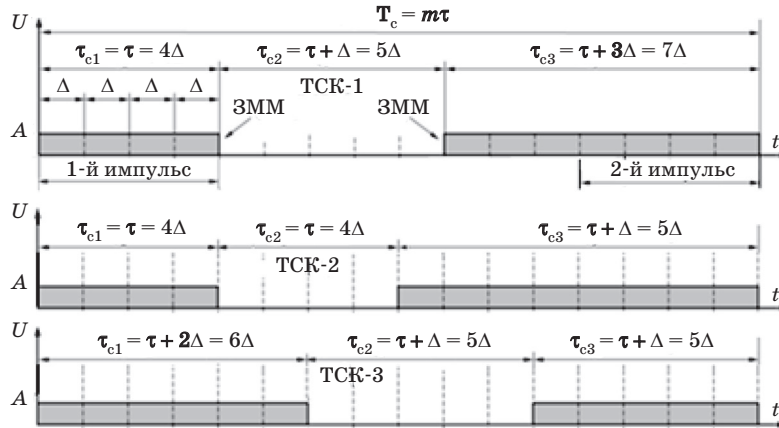 U
T_c = mτ
τ_c1 = τ = 4Δ τ_c2 = τ + Δ = 5Δ τ_c3 = τ + 3Δ = 7Δ
Δ Δ Δ Δ ТСК-1
ЗММ ЗММ
A t
1-й импульс 2-й импульс
U
τ_c1 = τ = 4Δ τ_c2 = τ = 4Δ τ_c3 = τ + Δ = 5Δ
ТСК-2
A t
U
τ_c1 = τ + 2Δ = 6Δ τ_c2 = τ + Δ = 5Δ τ_c3 = τ + Δ = 5Δ
ТСК-3
A t